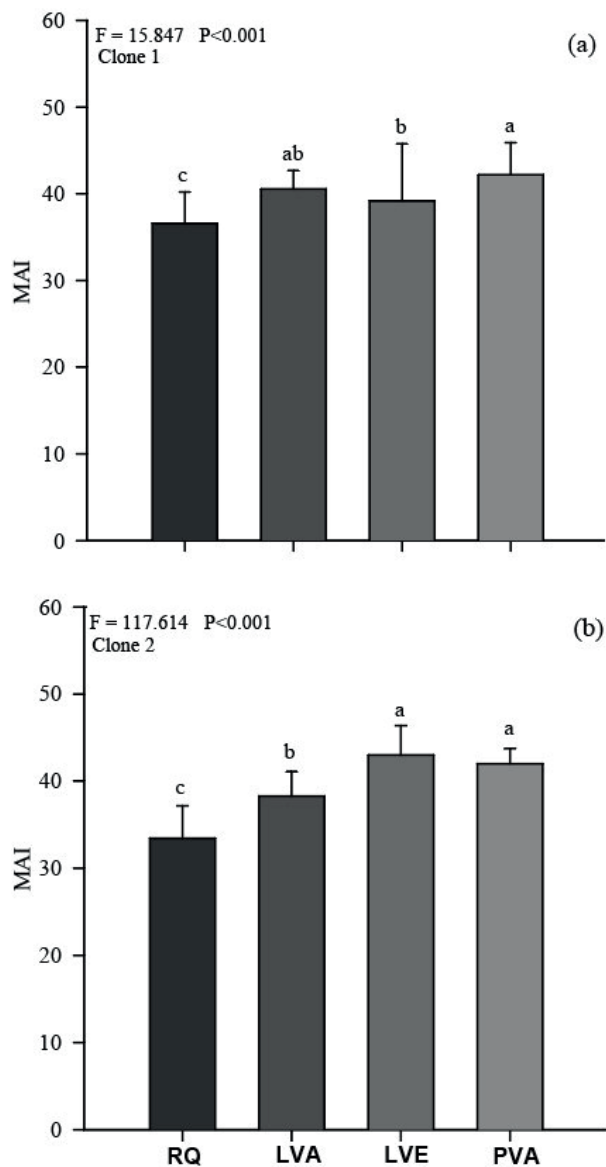 60
F = 15.847 P<0.001
(a)
Clone 1
50
c
ab
b
a
40
MAI
30
20
10
0
60
F = 117.614 P<0.001
(b)
Clone 2
50
c
b
a
a
40
MAI
30
20
10
0
RQ LVA LVE PVA